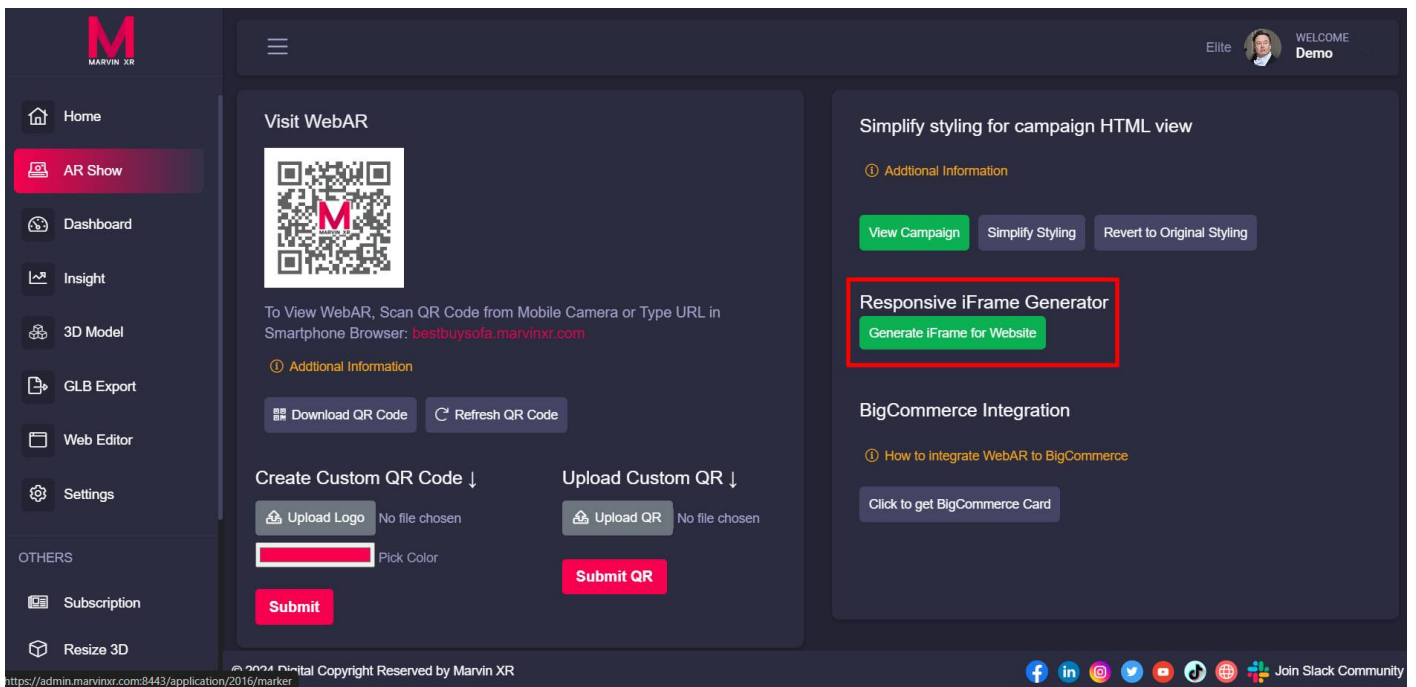 MARVIN XR
Elite
WELCOME
Demo
Home
AR Show
Dashboard
Insight
3D Model
GLB Export
Web Editor
Settings
OTHERS
Subscription
Resize 3D
Visit WebAR
MARVIN XR
To View WebAR, Scan QR Code from Mobile Camera or Type URL in
Smartphone Browser: bestbuysofa.marvinxr.com
Addtional Information
Download QR Code
Refresh QR Code
Create Custom QR Code ↓
Upload Logo No file chosen
Pick Color
Submit
Upload Custom QR ↓
Upload QR No file chosen
Submit QR
Simplify styling for campaign HTML view
Addtional Information
View Campaign
Simplify Styling
Revert to Original Styling
Responsive iFrame Generator
Generate iFrame for Website
BigCommerce Integration
How to integrate WebAR to BigCommerce
Click to get BigCommerce Card
© 2024 Digital Copyright Reserved by Marvin XR
Join Slack Community
https://admin.marvinxr.com:8443/application/2016/marker